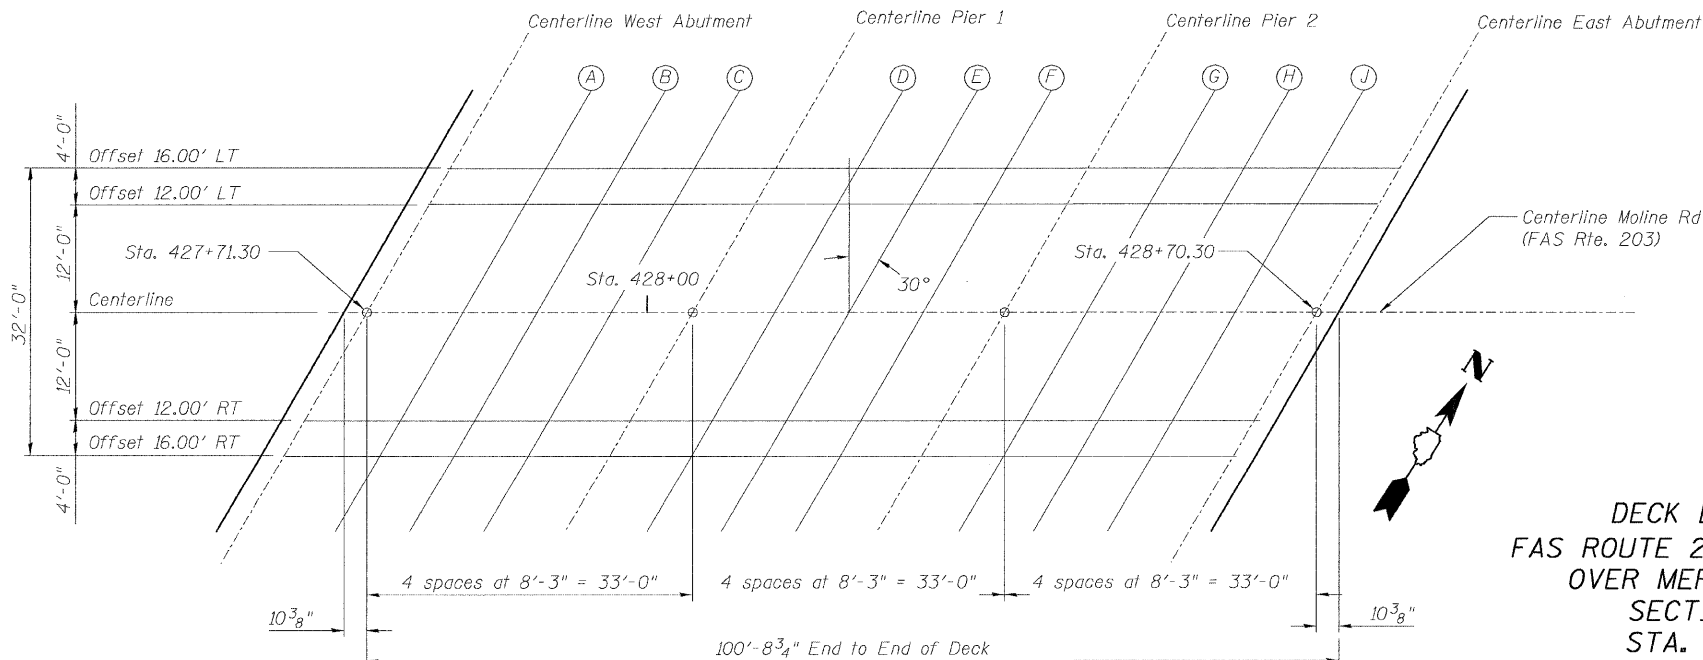 Centerline West Abutment
Centerline Pier 1
Centerline Pier 2
Centerline East Abutment
A
B
C
D
E
F
G
H
J
4'-0"
Offset 16.00' LT
Offset 12.00' LT
12'-0"
32'-0"
Sta. 427+71.30
Sta. 428+00
30°
Sta. 428+70.30
Centerline Moline Rd
(FAS Rte. 203)
Centerline
12'-0"
Offset 12.00' RT
Offset 16.00' RT
4'-0"
N
4 spaces at 8'-3" = 33'-0"
4 spaces at 8'-3" = 33'-0"
4 spaces at 8'-3" = 33'-0"
10 3/8"
10 3/8"
100'-8 3/4" End to End of Deck
DECK
FAS ROUTE 2
OVER MER
SECT
STA.